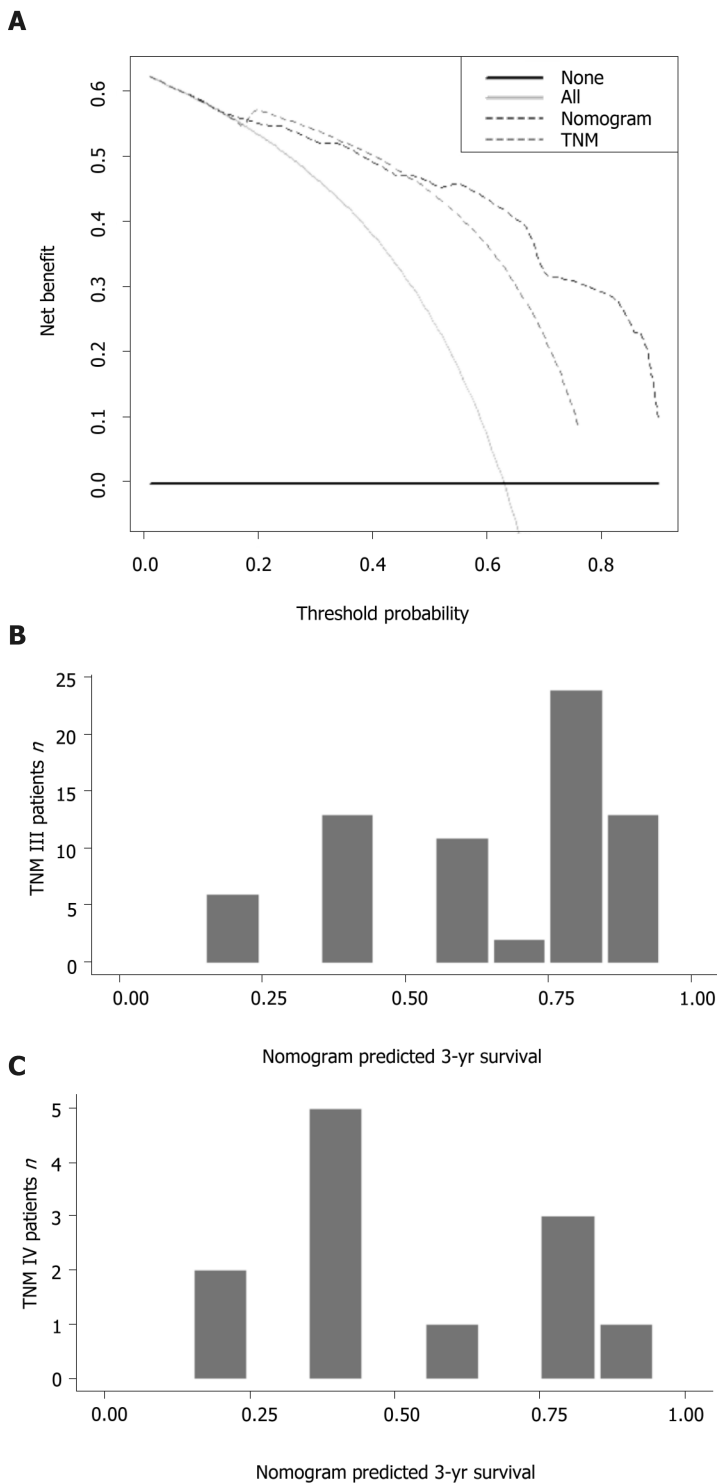 A
None
All
Nomogram
TNM
0.6
0.5
0.4
0.3
0.2
0.1
0.0
Net benefit
0.0 0.2 0.4 0.6 0.8
Threshold probability
B
25
20
15
10
5
0
TNM III patients n
0.00 0.25 0.50 0.75 1.00
Nomogram predicted 3-yr survival
C
5
4
3
2
1
0
TNM IV patients n
0.00 0.25 0.50 0.75 1.00
Nomogram predicted 3-yr survival